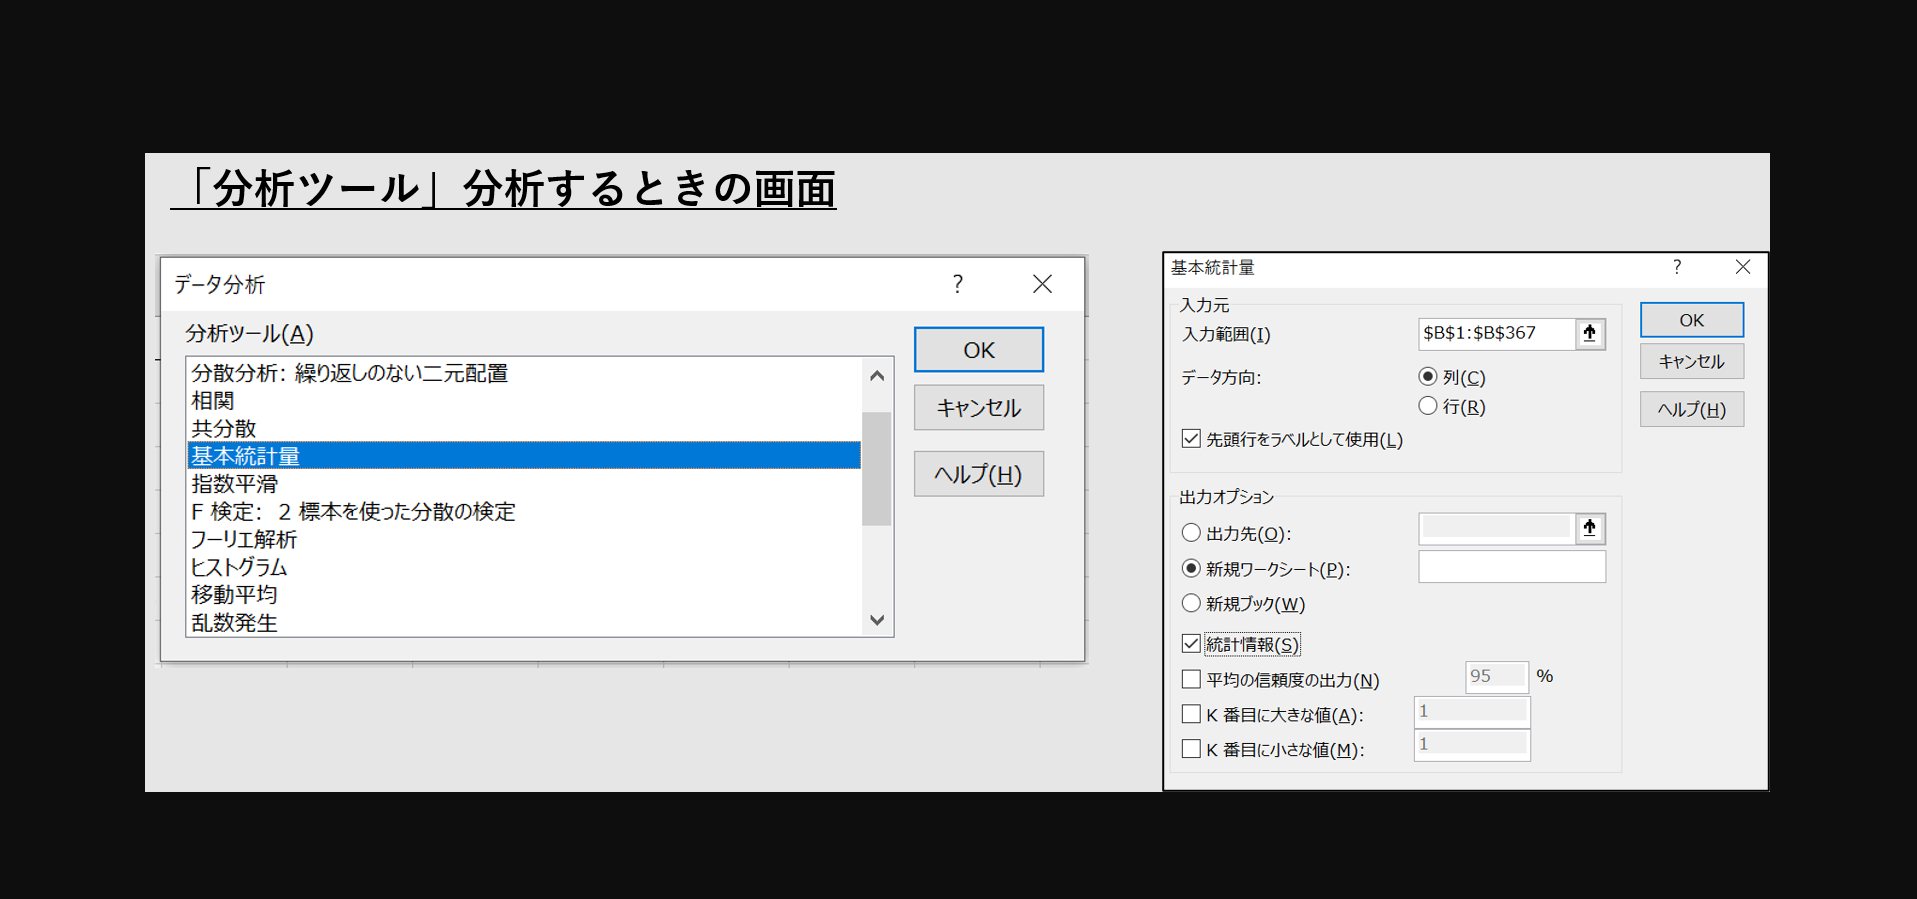 「分析ツール」分析するときの画面
データ分析
?
分析ツール(A)
分散分析: 繰り返しのない二元配置
相関
共分散
基本統計量
指数平滑
F 検定: 2 標本を使った分散の検定
フーリエ解析
ヒストグラム
移動平均
乱数発生
OK
キャンセル
ヘルプ(H)
基本統計量
?
入力元
入力範囲(I)
$B$1:$B$367
データ方向:
列(C)
行(R)
先頭行をラベルとして使用(L)
OK
キャンセル
ヘルプ(H)
出力オプション
出力先(O):
新規ワークシート(P):
新規ブック(W)
統計情報(S)
平均の信頼度の出力(N)
95 %
K 番目に大きな値(A):
1
K 番目に小さな値(M):
1